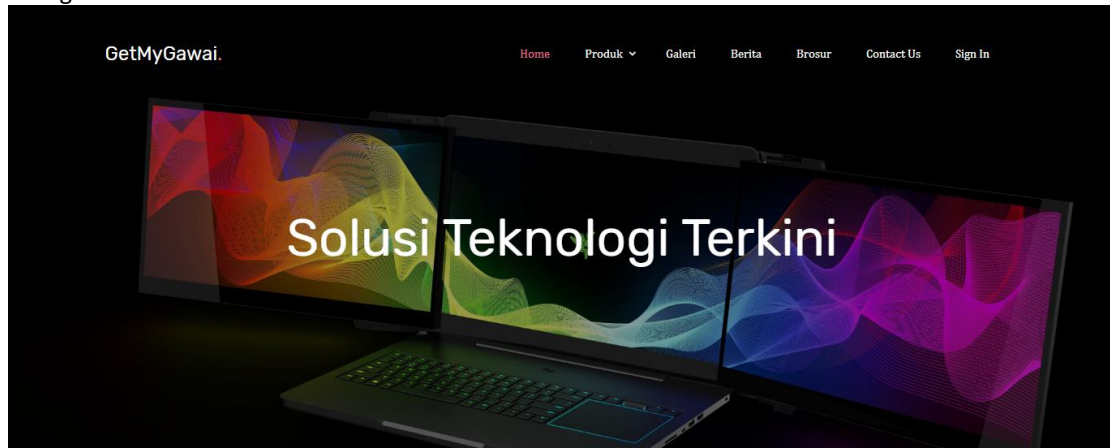 GetMyGawai.
Home Produk Galeri Berita Brosur Contact Us Sign In
Solusi Teknologi Terkini